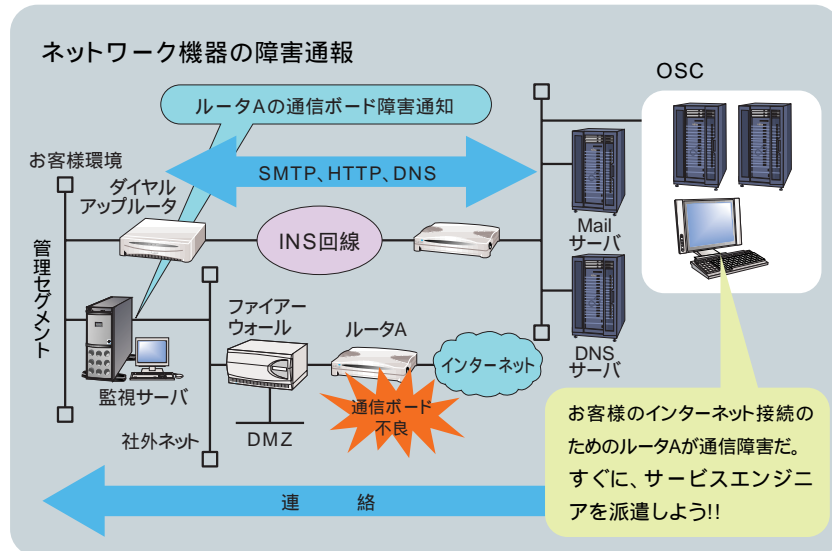 ネットワーク機器の障害通報
OSC
ルータAの通信ボード障害通知
お客様環境
SMTP、HTTP、DNS
ダイヤル
アップルータ
INS回線
Mail
サーバ
管理セグメント
ファイアー
ウォール
ルータA
インターネット
DNS
サーバ
監視サーバ
通信ボード
不良
社外ネット
DMZ
お客様のインターネット接続の
ためのルータAが通信障害だ。
すぐに、サービスエンジニ
アを派遣しよう!!
連　絡